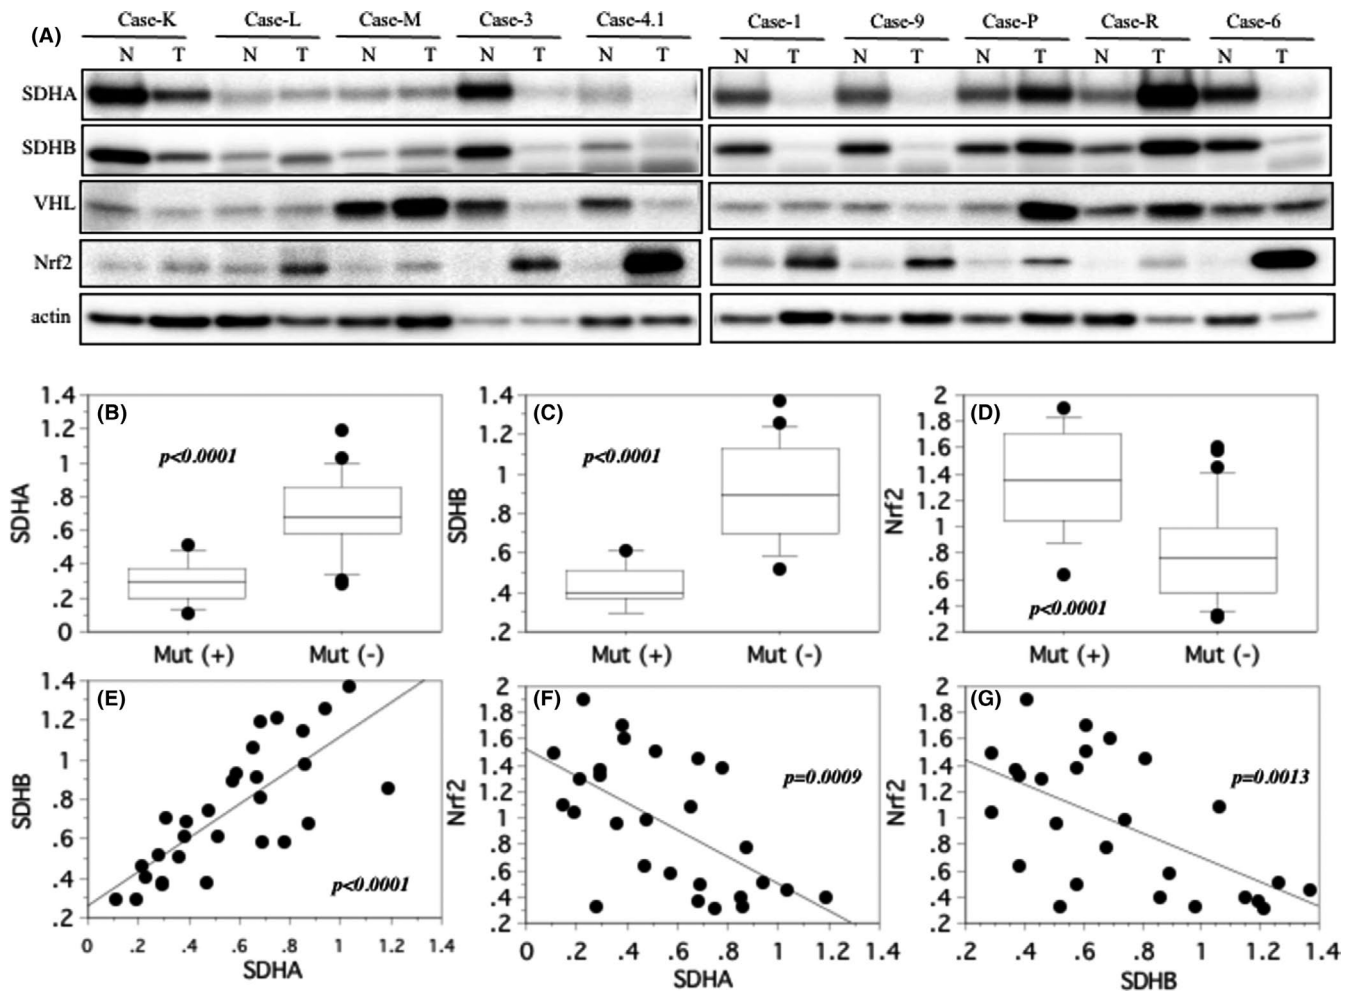 (A) Case-K Case-L Case-M Case-3 Case-4.1 Case-1 Case-9 Case-P Case-R Case-6
N T N T N T N T N T N T N T N T N T N T
SDHA
SDHB
VHL
Nrf2
actin
(B)
p<0.0001
SDHA
1.4
1.2
1
.8
.6
.4
.2
0
Mut (+) Mut (-)
(C)
p<0.0001
SDHB
1.4
1.2
1
.8
.6
.4
.2
Mut (+) Mut (-)
(D)
p<0.0001
Nrf2
2
1.8
1.6
1.4
1.2
1
.8
.6
.4
.2
Mut (+) Mut (-)
(E)
p<0.0001
SDHB
1.4
1.2
1
.8
.6
.4
.2
0 .2 .4 .6 .8 1 1.2 1.4
SDHA
(F)
p=0.0009
Nrf2
2
1.8
1.6
1.4
1.2
1
.8
.6
.4
.2
0 .2 .4 .6 .8 1 1.2 1.4
SDHA
(G)
p=0.0013
Nrf2
2
1.8
1.6
1.4
1.2
1
.8
.6
.4
.2
.2 .4 .6 .8 1 1.2 1.4
SDHB